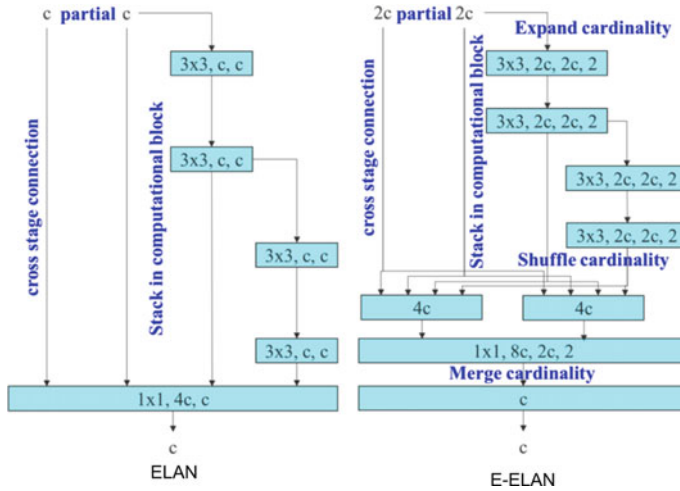 c partial c
3x3, c, c
3x3, c, c
cross stage connection
Stack in computational block
3x3, c, c
3x3, c, c
1x1, 4c, c
c
ELAN
2c partial 2c
Expand cardinality
3x3, 2c, 2c, 2
3x3, 2c, 2c, 2
cross stage connection
Stack in computational block
3x3, 2c, 2c, 2
3x3, 2c, 2c, 2
Shuffle cardinality
4c 4c
1x1, 8c, 2c, 2
Merge cardinality
c
c
E-ELAN